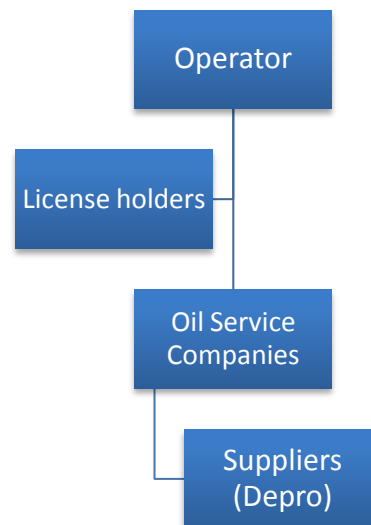 Operator
License holders
Oil Service
Companies
Suppliers
(Depro)